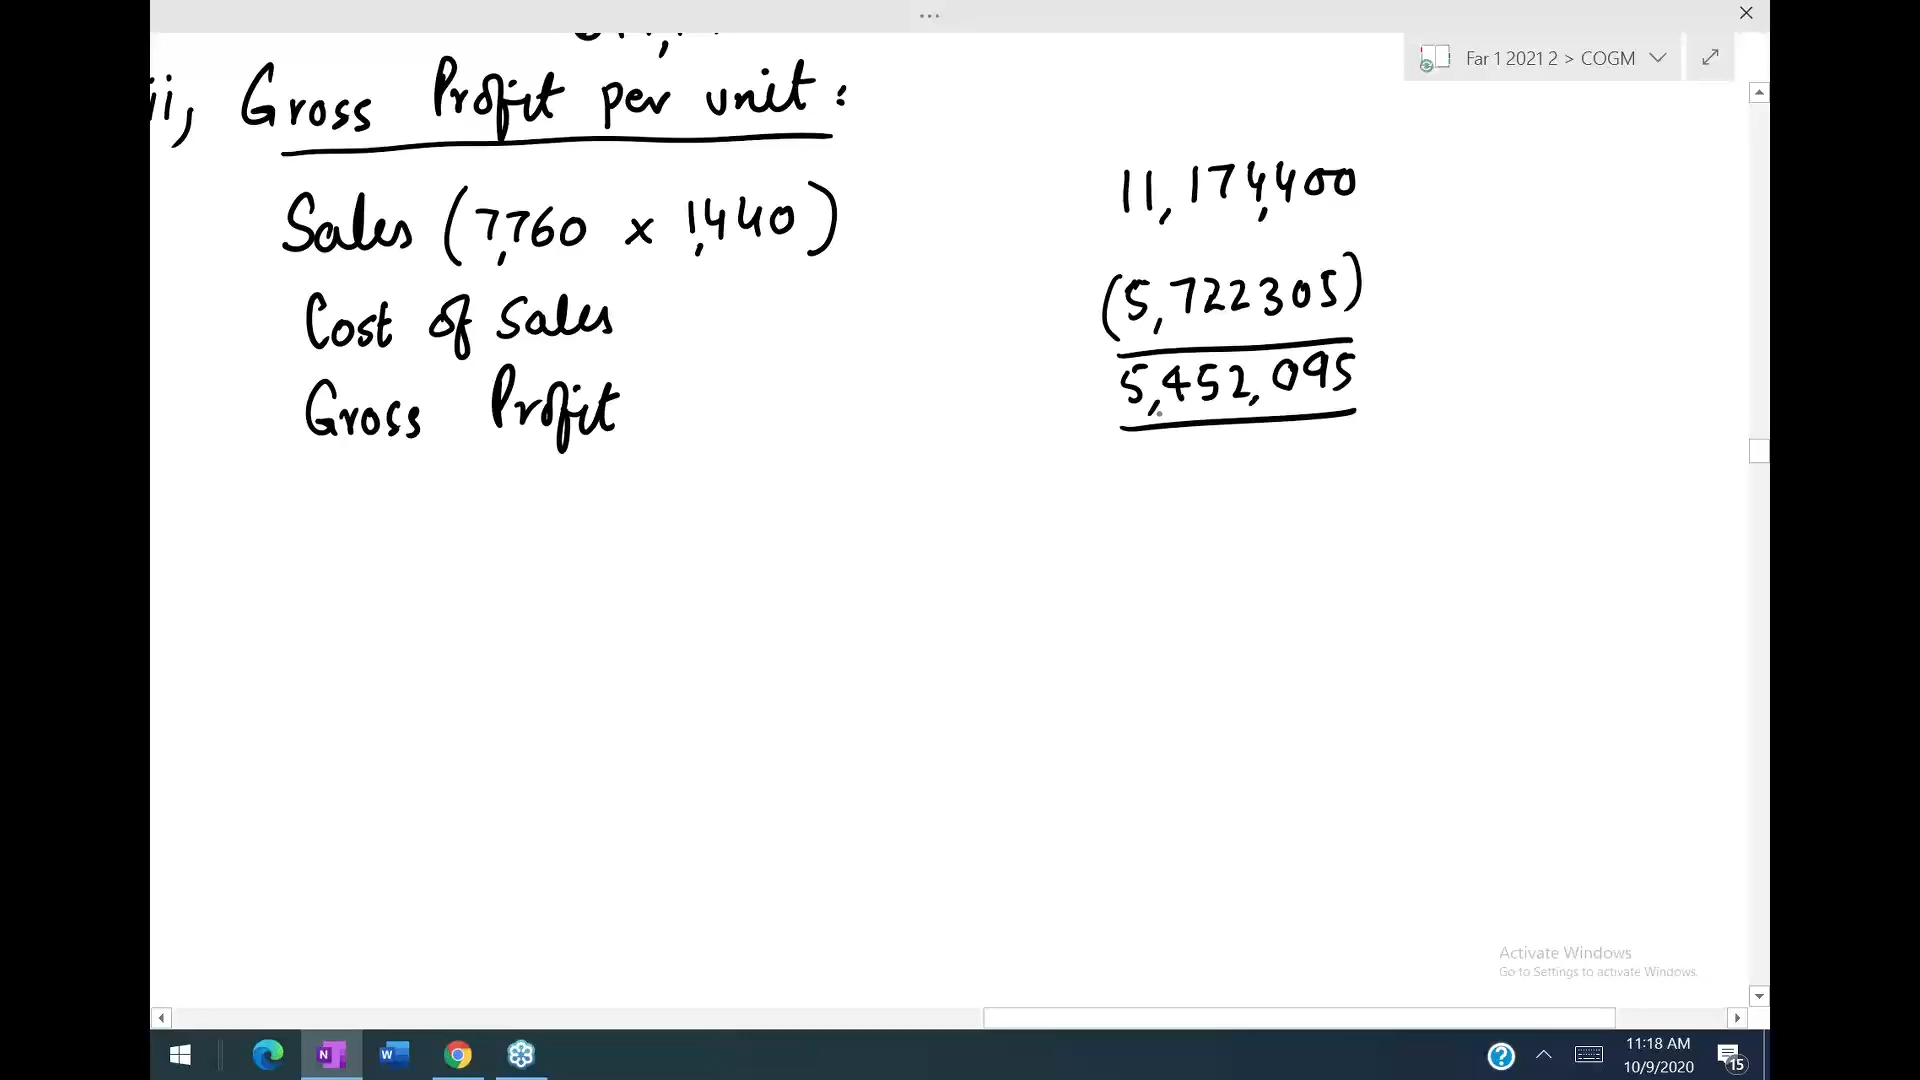 Far 1 2021 2 > COGM
ii, Gross Profit per unit :
Sales (7,760 x 1,440) 11,174,400
Cost of sales (5,722305)
Gross Profit 5,452,095
Activate Windows
Go to Settings to activate Windows.
11:18 AM
10/9/2020
15